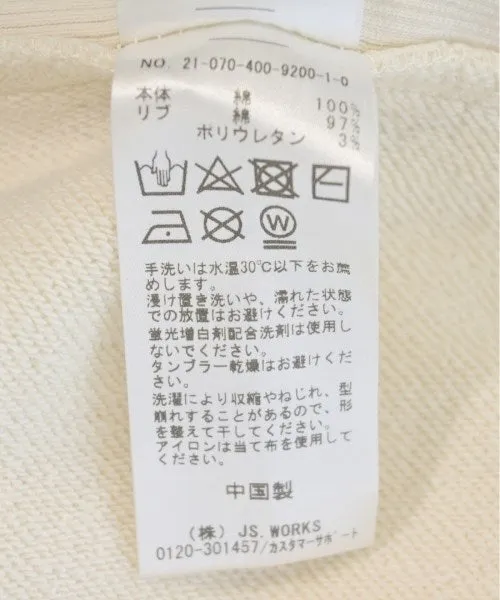 NO. 21-070-400-9200-1-0
本体 綿 100%
リブ 綿 97%
ポリウレタン 3%
手洗いは水温30℃以下をお薦
めします。
浸け置き洗いや、濡れた状態
での放置はお避けください。
蛍光増白剤配合洗剤は使用し
ないでください。
タンブラー乾燥はお避けくだ
さい。
洗濯により収縮やねじれ、型
崩れすることがあるので、形
を整えて干してください。
アイロンは当て布を使用して
ください。
中国製
(株) JS.WORKS
0120-301457/カスタマーサポート